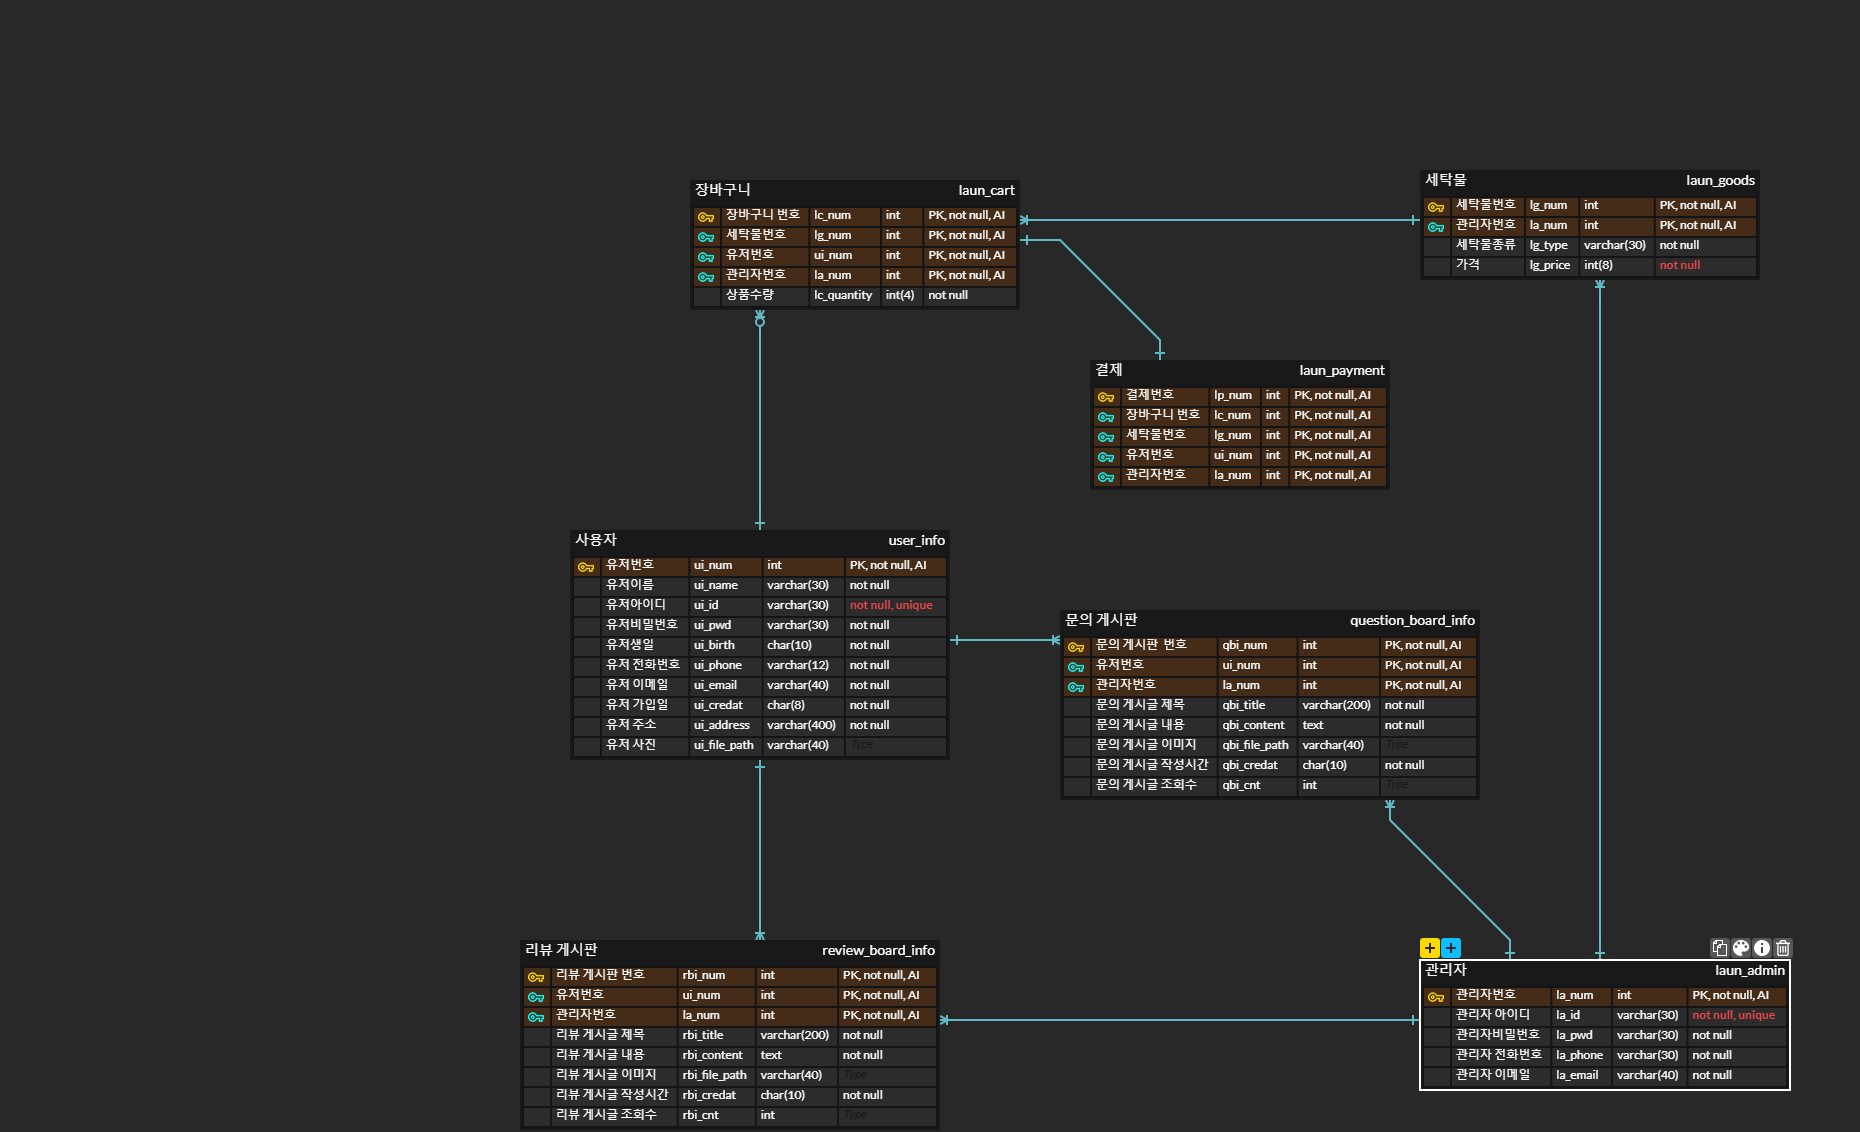 장바구니 laun_cart
장바구니 번호 lc_num int PK, not null, AI
세탁물번호 lg_num int PK, not null, AI
유저번호 ui_num int PK, not null, AI
관리자번호 la_num int PK, not null, AI
상품수량 lc_quantity int(4) not null
세탁물 laun_goods
세탁물번호 lg_num int PK, not null, AI
관리자번호 la_num int PK, not null, AI
세탁물종류 lg_type varchar(30) not null
가격 lg_price int(8) not null
결제 laun_payment
결제번호 lp_num int PK, not null, AI
장바구니 번호 lc_num int PK, not null, AI
세탁물번호 lg_num int PK, not null, AI
유저번호 ui_num int PK, not null, AI
관리자번호 la_num int PK, not null, AI
사용자 user_info
유저번호 ui_num int PK, not null, AI
유저이름 ui_name varchar(30) not null
유저아이디 ui_id varchar(30) not null, unique
유저비밀번호 ui_pwd varchar(30) not null
유저생일 ui_birth char(10) not null
유저 전화번호 ui_phone varchar(12) not null
유저 이메일 ui_email varchar(40) not null
유저 가입일 ui_credat char(8) not null
유저 주소 ui_address varchar(400) not null
유저 사진 ui_file_path varchar(40) Type
문의 게시판 question_board_info
문의 게시판 번호 qbi_num int PK, not null, AI
유저번호 ui_num int PK, not null, AI
관리자번호 la_num int PK, not null, AI
문의 게시글 제목 qbi_title varchar(200) not null
문의 게시글 내용 qbi_content text not null
문의 게시글 이미지 qbi_file_path varchar(40) Type
문의 게시글 작성시간 qbi_credat char(10) not null
문의 게시글 조회수 qbi_cnt int Type
리뷰 게시판 review_board_info
리뷰 게시판 번호 rbi_num int PK, not null, AI
유저번호 ui_num int PK, not null, AI
관리자번호 la_num int PK, not null, AI
리뷰 게시글 제목 rbi_title varchar(200) not null
리뷰 게시글 내용 rbi_content text not null
리뷰 게시글 이미지 rbi_file_path varchar(40) Type
리뷰 게시글 작성시간 rbi_credat char(10) not null
리뷰 게시글 조회수 rbi_cnt int Type
관리자 laun_admin
관리자번호 la_num int PK, not null, AI
관리자 아이디 la_id varchar(30) not null, unique
관리자비밀번호 la_pwd varchar(30) not null
관리자 전화번호 la_phone varchar(30) not null
관리자 이메일 la_email varchar(40) not null